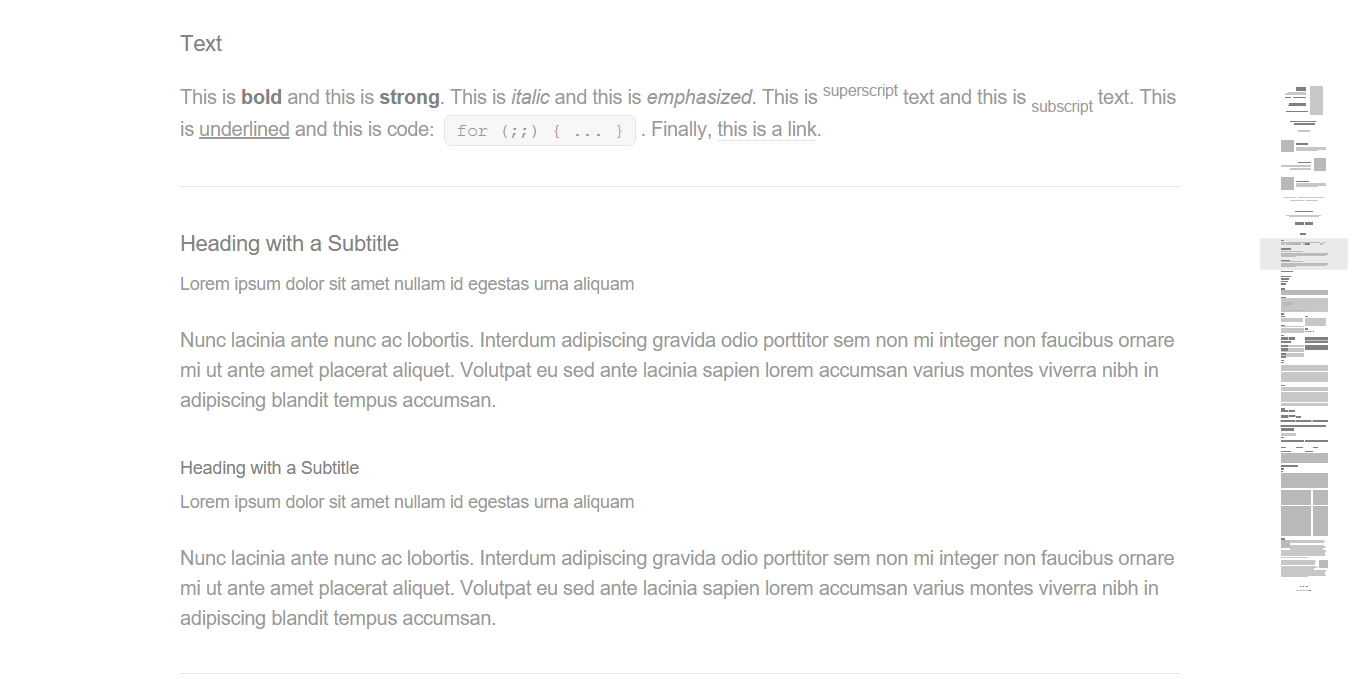 Text
This is bold and this is strong. This is italic and this is emphasized. This is superscript text and this is subscript text. This
is underlined and this is code: for (;;) { ... } . Finally, this is a link.
Heading with a Subtitle
Lorem ipsum dolor sit amet nullam id egestas urna aliquam
Nunc lacinia ante nunc ac lobortis. Interdum adipiscing gravida odio porttitor sem non mi integer non faucibus ornare
mi ut ante amet placerat aliquet. Volutpat eu sed ante lacinia sapien lorem accumsan varius montes viverra nibh in
adipiscing blandit tempus accumsan.
Heading with a Subtitle
Lorem ipsum dolor sit amet nullam id egestas urna aliquam
Nunc lacinia ante nunc ac lobortis. Interdum adipiscing gravida odio porttitor sem non mi integer non faucibus ornare
mi ut ante amet placerat aliquet. Volutpat eu sed ante lacinia sapien lorem accumsan varius montes viverra nibh in
adipiscing blandit tempus accumsan.